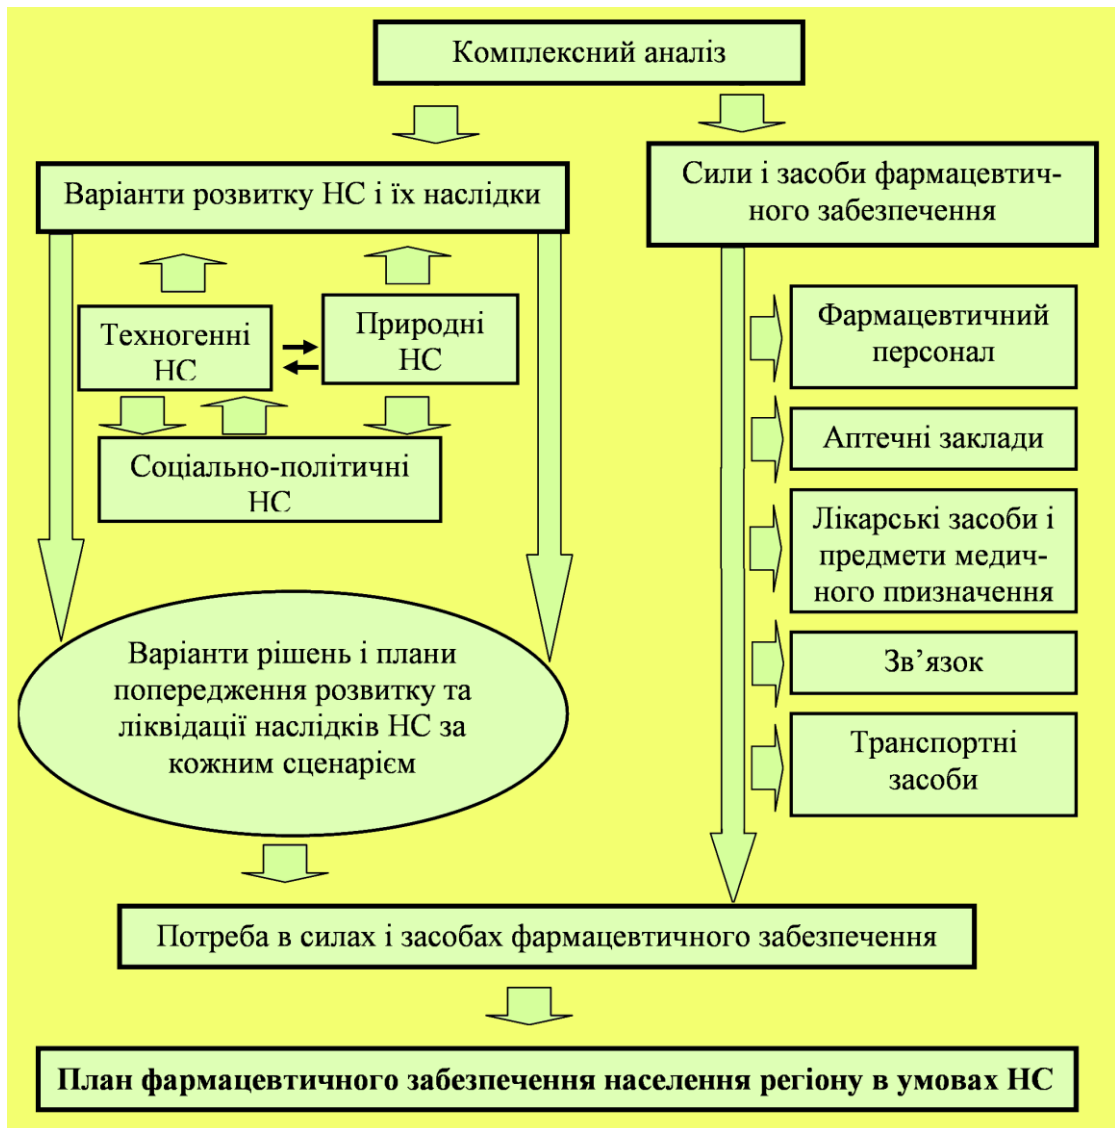 Комплексний аналіз
Варіанти розвитку НС і їх наслідки
Сили і засоби фармацевтич-
ного забезпечення
Техногенні
НС
Природні
НС
Соціально-політичні
НС
Фармацевтичний
персонал
Аптечні заклади
Лікарські засоби і
предмети медич-
ного призначення
Зв’язок
Транспортні
засоби
Варіанти рішень і плани
попередження розвитку та
ліквідації наслідків НС за
кожним сценарієм
Потреба в силах і засобах фармацевтичного забезпечення
План фармацевтичного забезпечення населення регіону в умовах НС